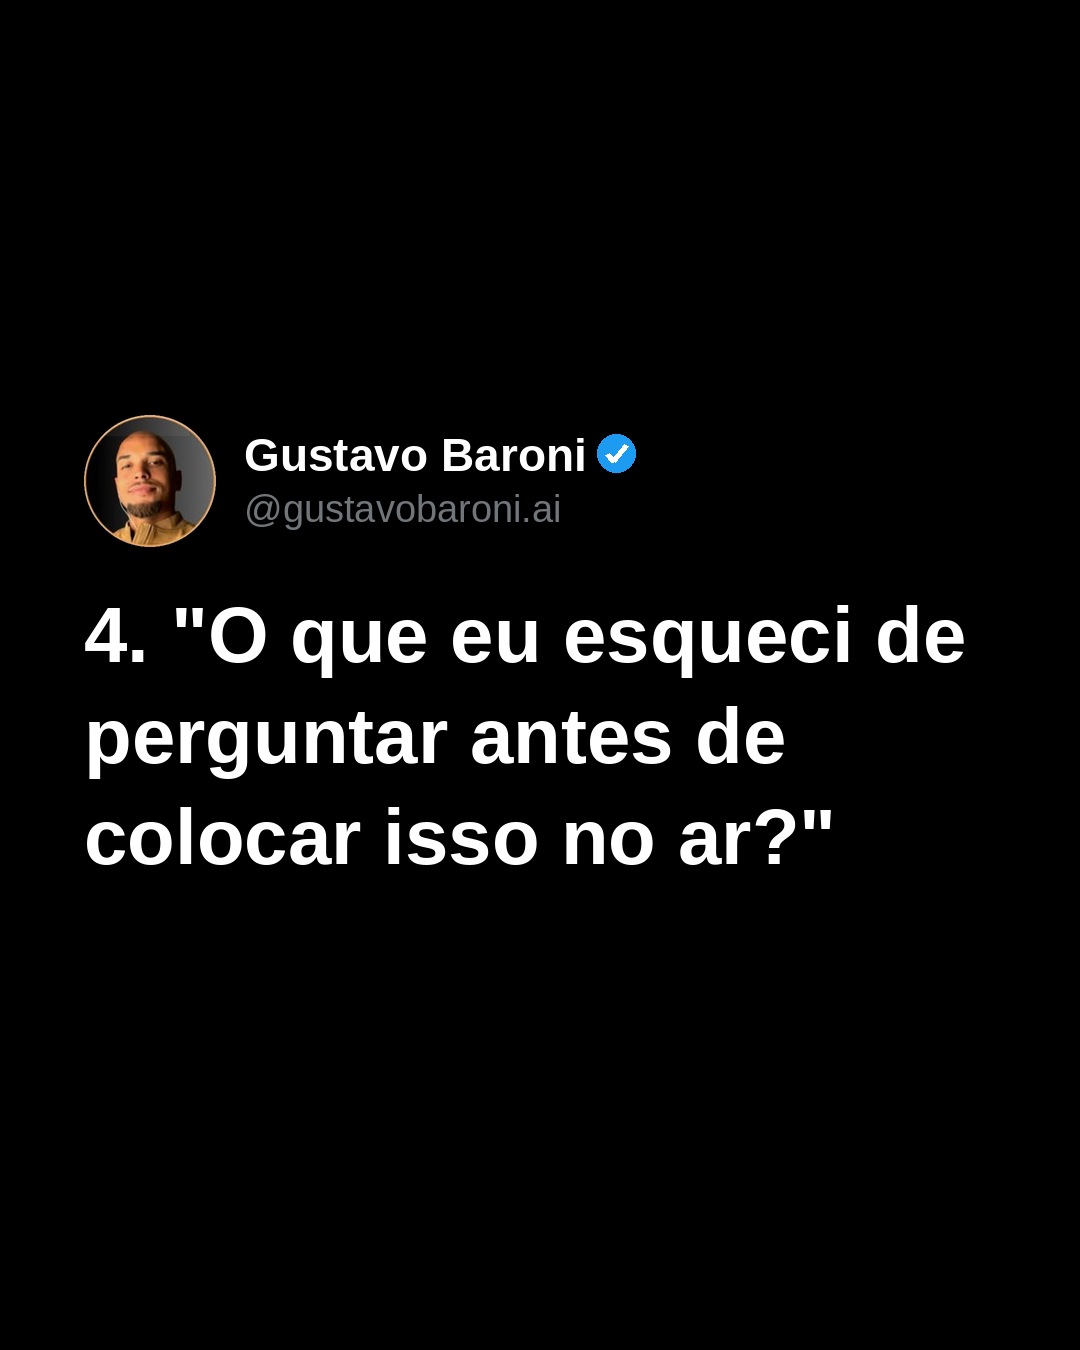 Gustavo Baroni
@gustavobaroni.ai
4. "O que eu esqueci de
perguntar antes de
colocar isso no ar?"